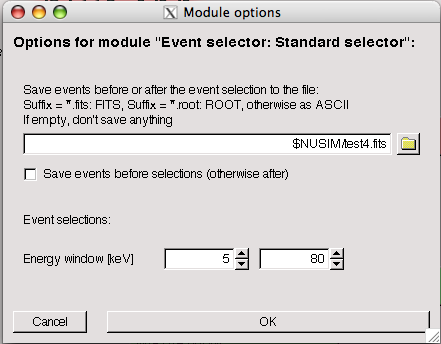 Module options
Options for module "Event selector: Standard selector":
Save events before or after the event selection to the file:
Suffix = *.fits: FITS, Suffix = *.root: ROOT, otherwise as ASCII
If empty, don't save anything
$NUSIM/test4.fits
Save events before selections (otherwise after)
Event selections:
Energy window [keV] 5 80
Cancel OK